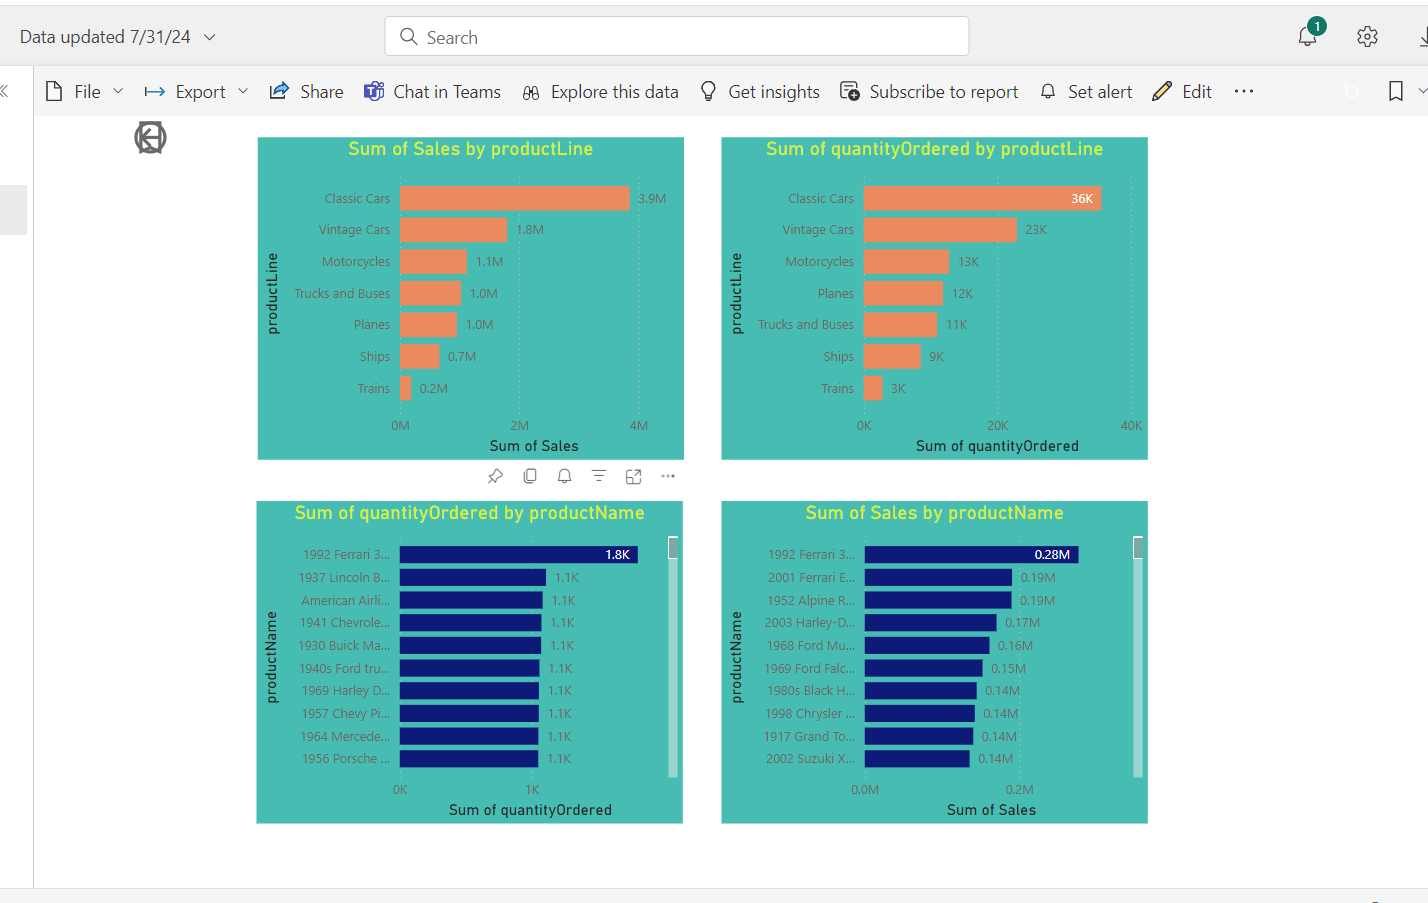 Data updated 7/31/24
Search
1
File
Export
Share
Chat in Teams
Explore this data
Get insights
Subscribe to report
Set alert
Edit
Sum of Sales by productLine
productLine
Classic Cars 3.9M
Vintage Cars 1.8M
Motorcycles 1.1M
Trucks and Buses 1.0M
Planes 1.0M
Ships 0.7M
Trains 0.2M
0M 2M 4M
Sum of Sales
Sum of quantityOrdered by productLine
productLine
Classic Cars 36K
Vintage Cars 23K
Motorcycles 13K
Planes 12K
Trucks and Buses 11K
Ships 9K
Trains 3K
0K 20K 40K
Sum of quantityOrdered
Sum of quantityOrdered by productName
productName
1992 Ferrari 3... 1.8K
1937 Lincoln B... 1.1K
American Airli... 1.1K
1941 Chevrole... 1.1K
1930 Buick Ma... 1.1K
1940s Ford tru... 1.1K
1969 Harley D... 1.1K
1957 Chevy Pi... 1.1K
1964 Mercede... 1.1K
1956 Porsche ... 1.1K
0K 1K
Sum of quantityOrdered
Sum of Sales by productName
productName
1992 Ferrari 3... 0.28M
2001 Ferrari E... 0.19M
1952 Alpine R... 0.19M
2003 Harley-D... 0.17M
1968 Ford Mu... 0.16M
1969 Ford Falc... 0.15M
1980s Black H... 0.14M
1998 Chrysler ... 0.14M
1917 Grand To... 0.14M
2002 Suzuki X... 0.14M
0.0M 0.2M
Sum of Sales